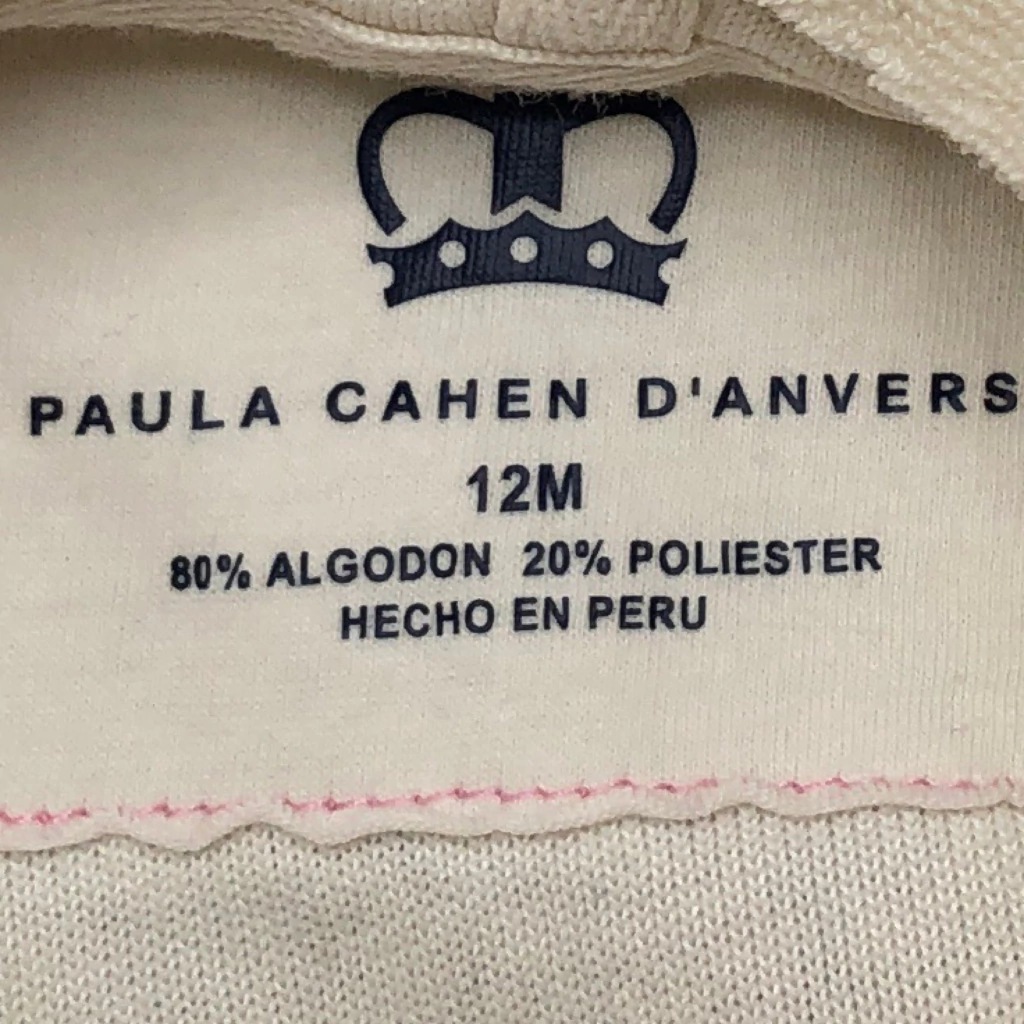 PAULA CAHEN D'ANVERS
12M
80% ALGODON 20% POLIESTER
HECHO EN PERU